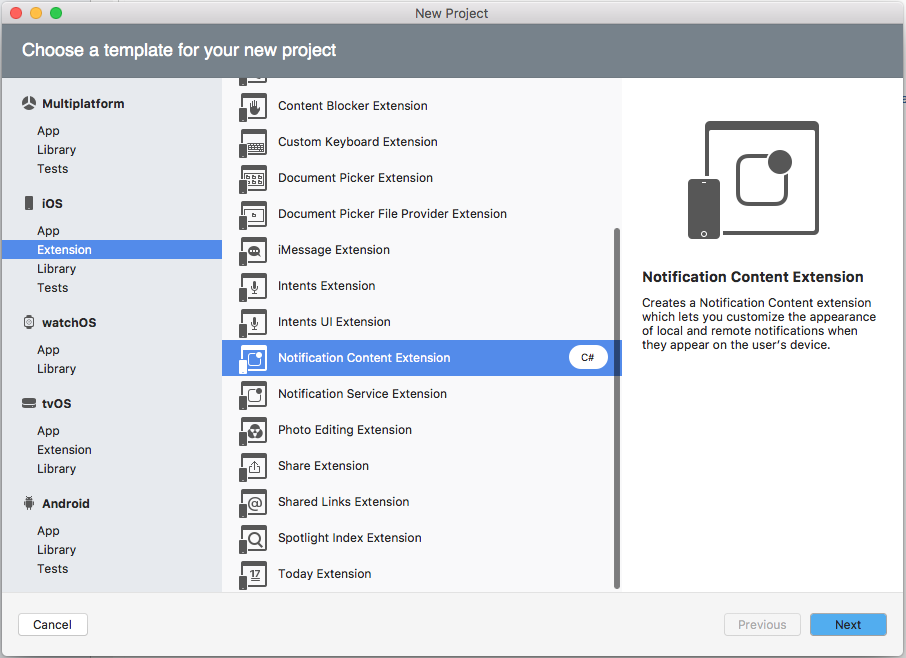 New Project
Choose a template for your new project
Multiplatform
App
Library
Tests
iOS
App
Extension
Library
Tests
watchOS
App
Library
tvOS
App
Extension
Library
Android
App
Library
Tests
Content Blocker Extension
Custom Keyboard Extension
Document Picker Extension
Document Picker File Provider Extension
iMessage Extension
Intents Extension
Intents UI Extension
Notification Content Extension C#
Notification Service Extension
Photo Editing Extension
Share Extension
@ Shared Links Extension
Spotlight Index Extension
17 Today Extension
Notification Content Extension
Creates a Notification Content extension
which lets you customize the appearance
of local and remote notifications when
they appear on the user's device.
Cancel
Previous
Next